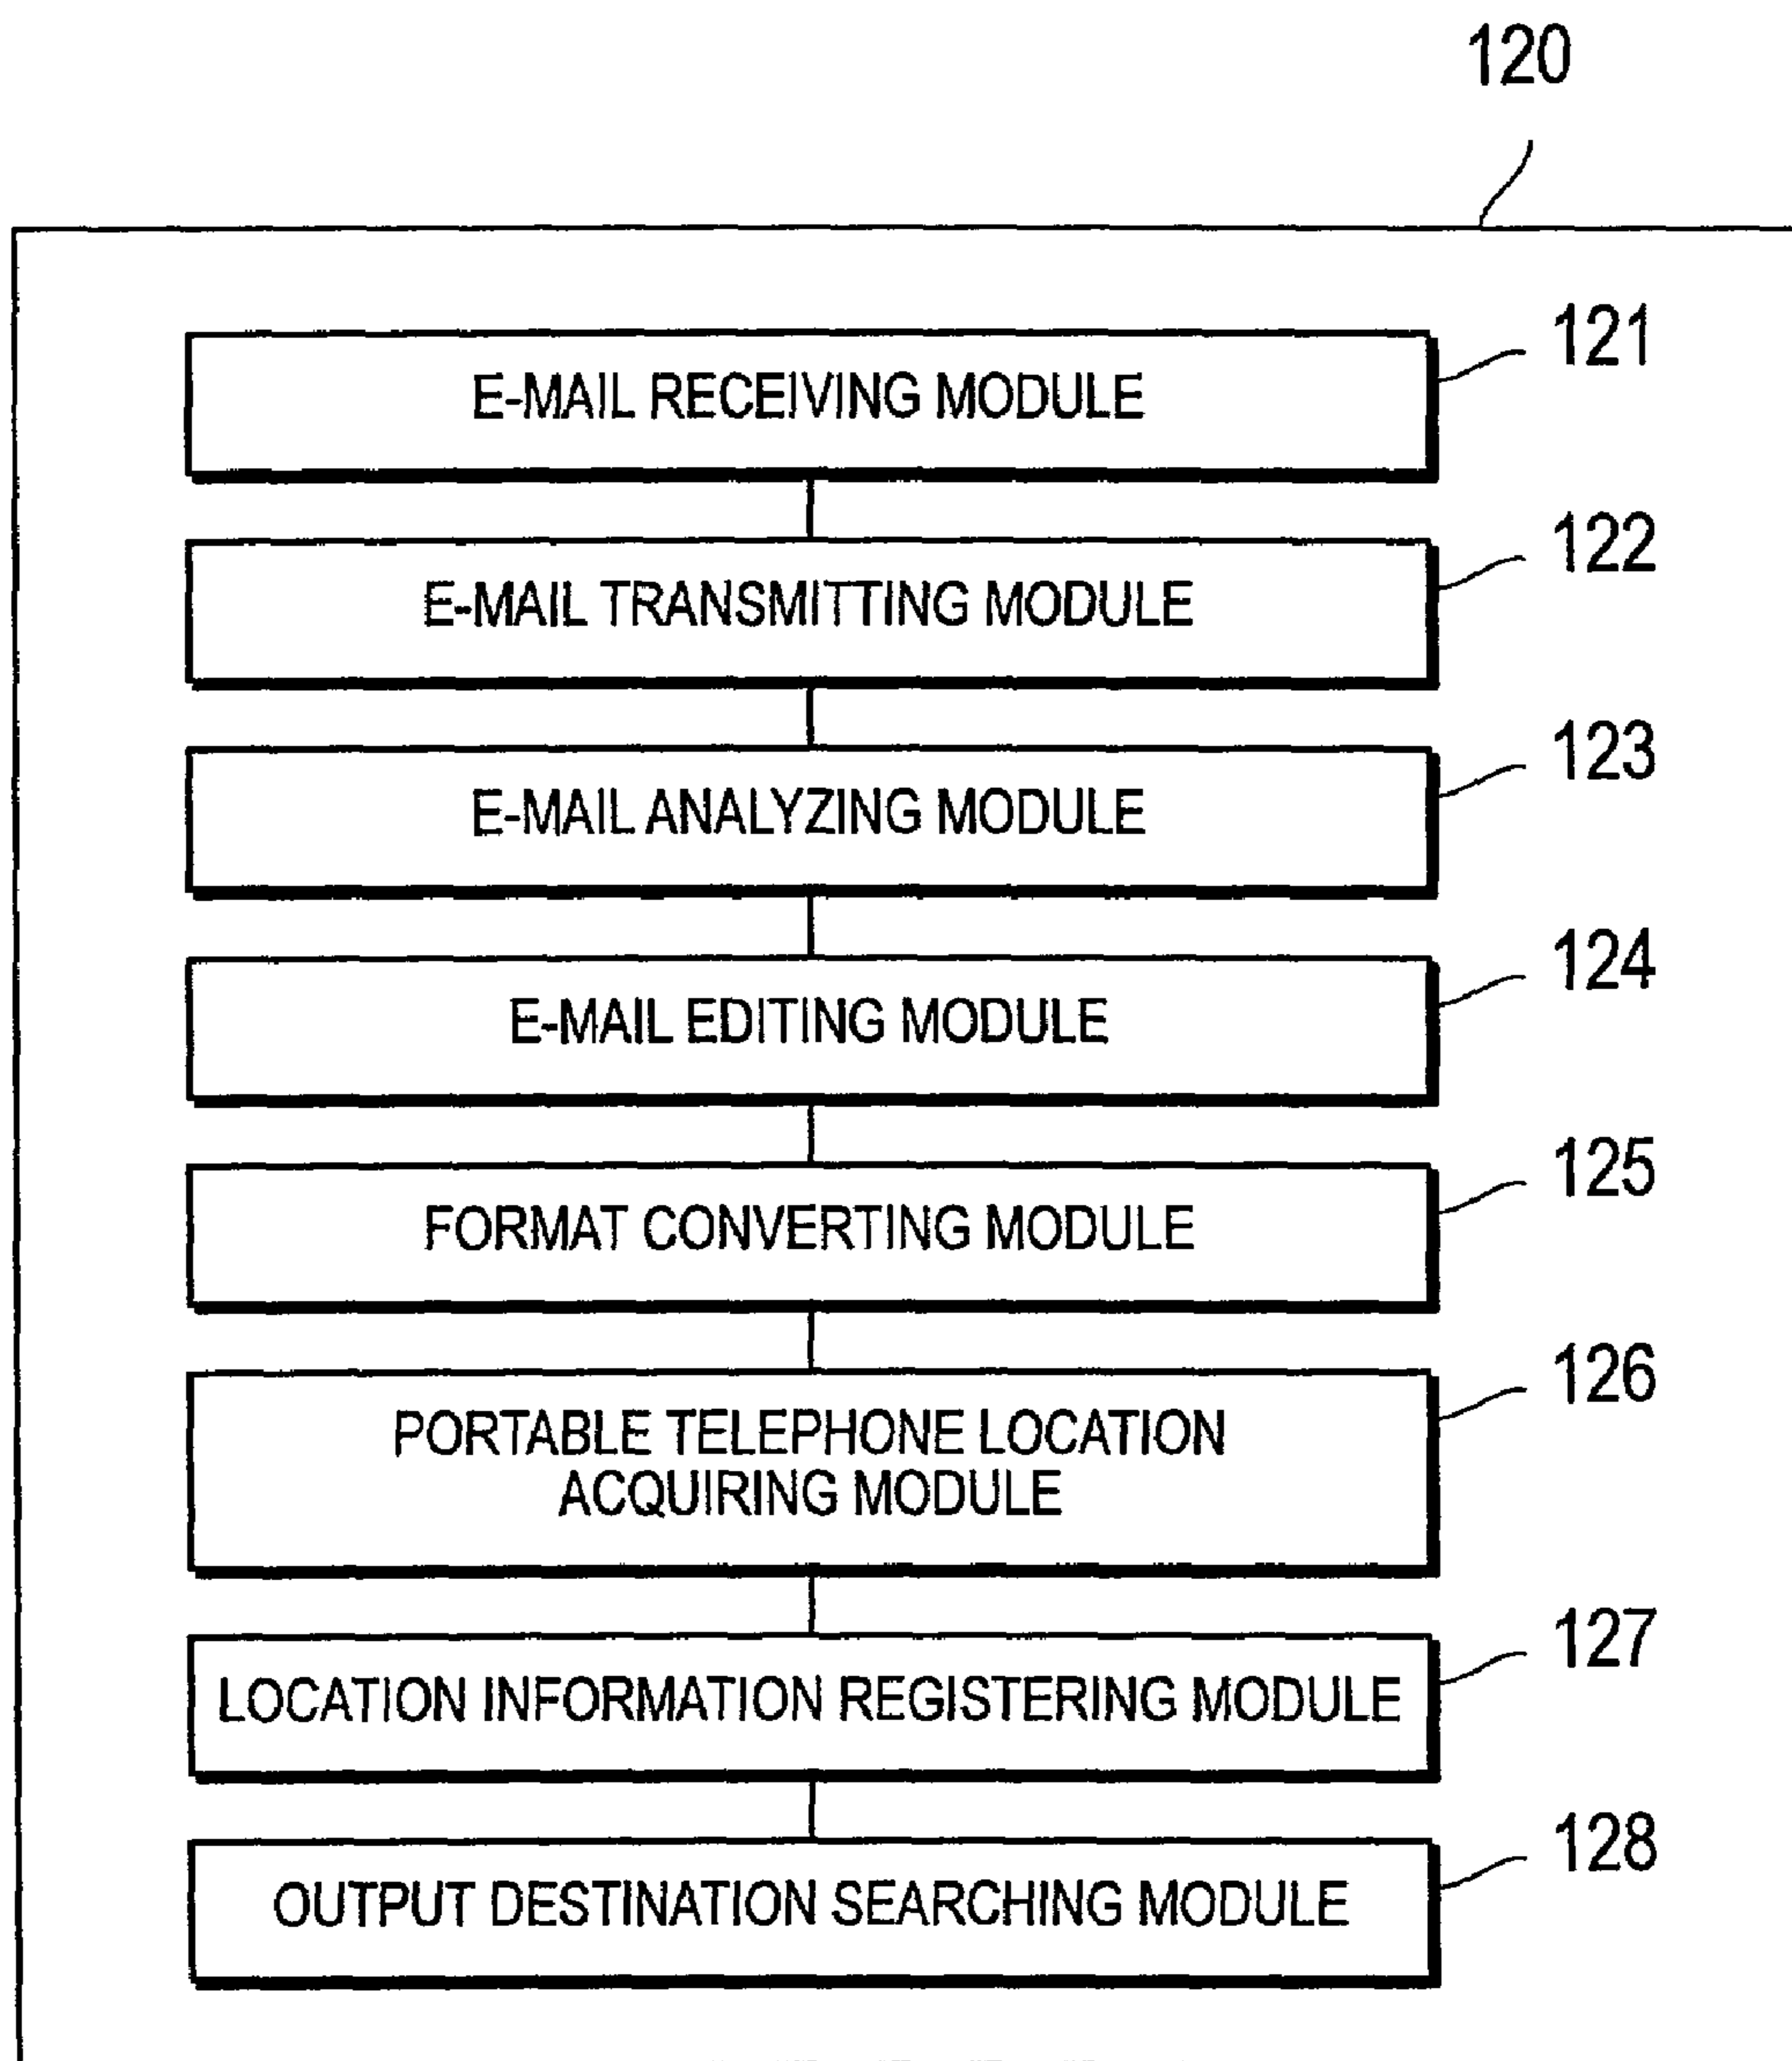 120
E-MAIL RECEIVING MODULE
121
E-MAIL TRANSMITTING MODULE
122
E-MAIL ANALYZING MODULE
123
E-MAIL EDITING MODULE
124
FORMAT CONVERTING MODULE
125
PORTABLE TELEPHONE LOCATION
ACQUIRING MODULE
126
LOCATION INFORMATION REGISTERING MODULE
127
OUTPUT DESTINATION SEARCHING MODULE
128